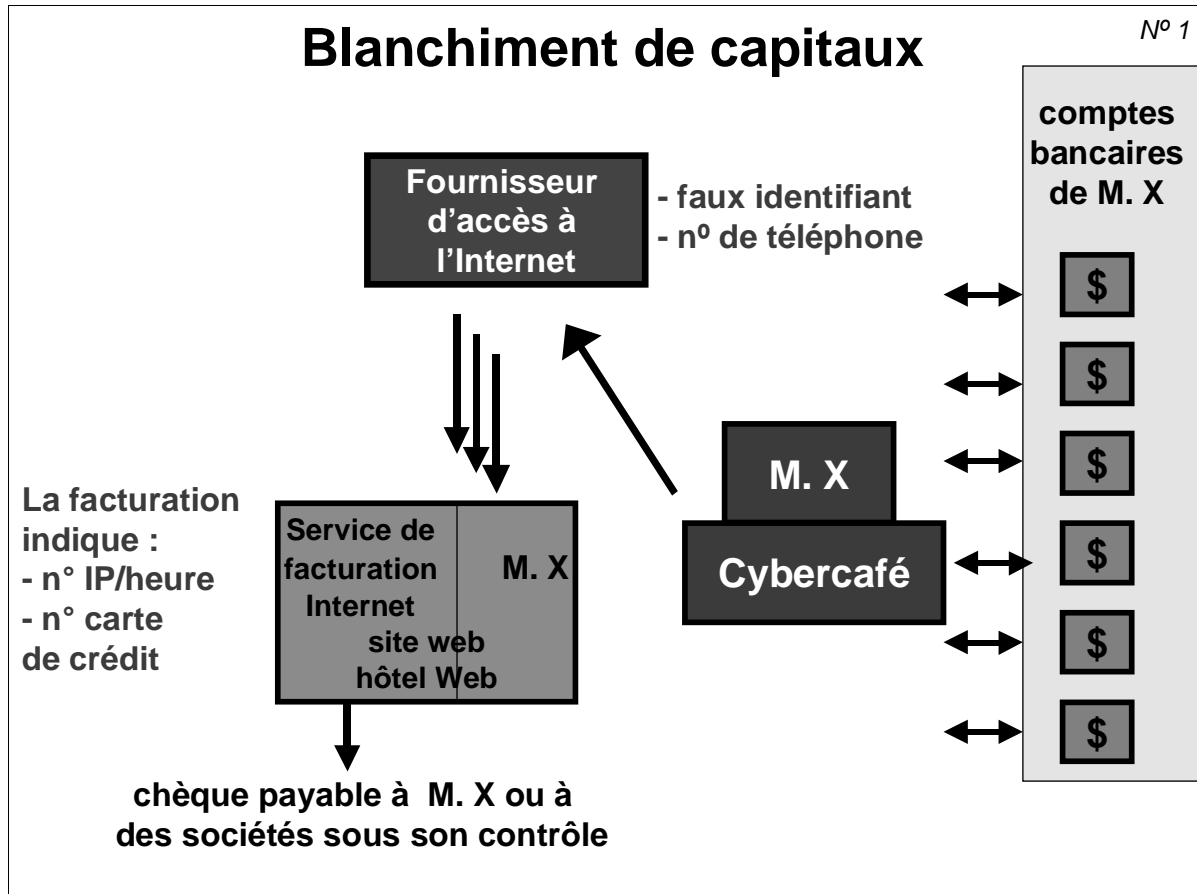 Nº 1
Blanchiment de capitaux
comptes
bancaires
de M. X
Fournisseur
d’accès à
l’Internet
- faux identifiant
- nº de téléphone
$
$
$
$
$
$
M. X
Cybercafé
La facturation
indique :
- n° IP/heure
- n° carte
de crédit
Service de
facturation
Internet
M. X
site web
hôtel Web
chèque payable à M. X ou à
des sociétés sous son contrôle